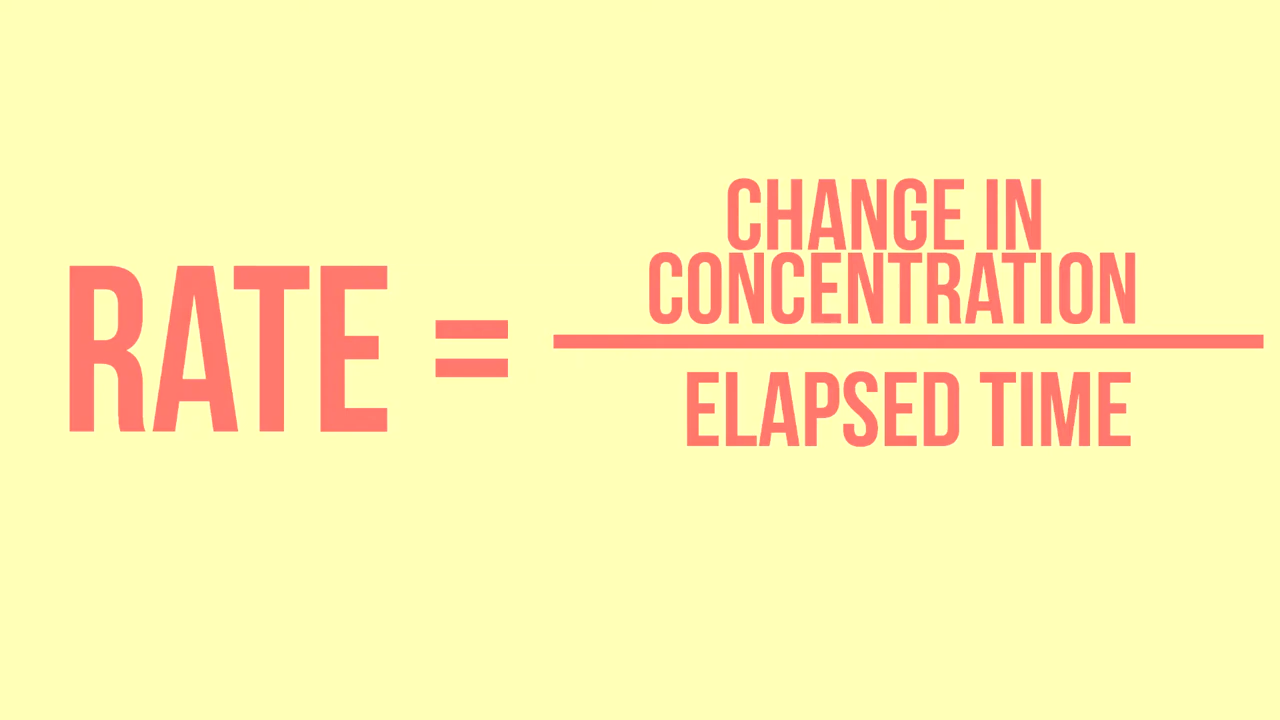 RATE =
CHANGE IN
CONCENTRATION
ELAPSED TIME